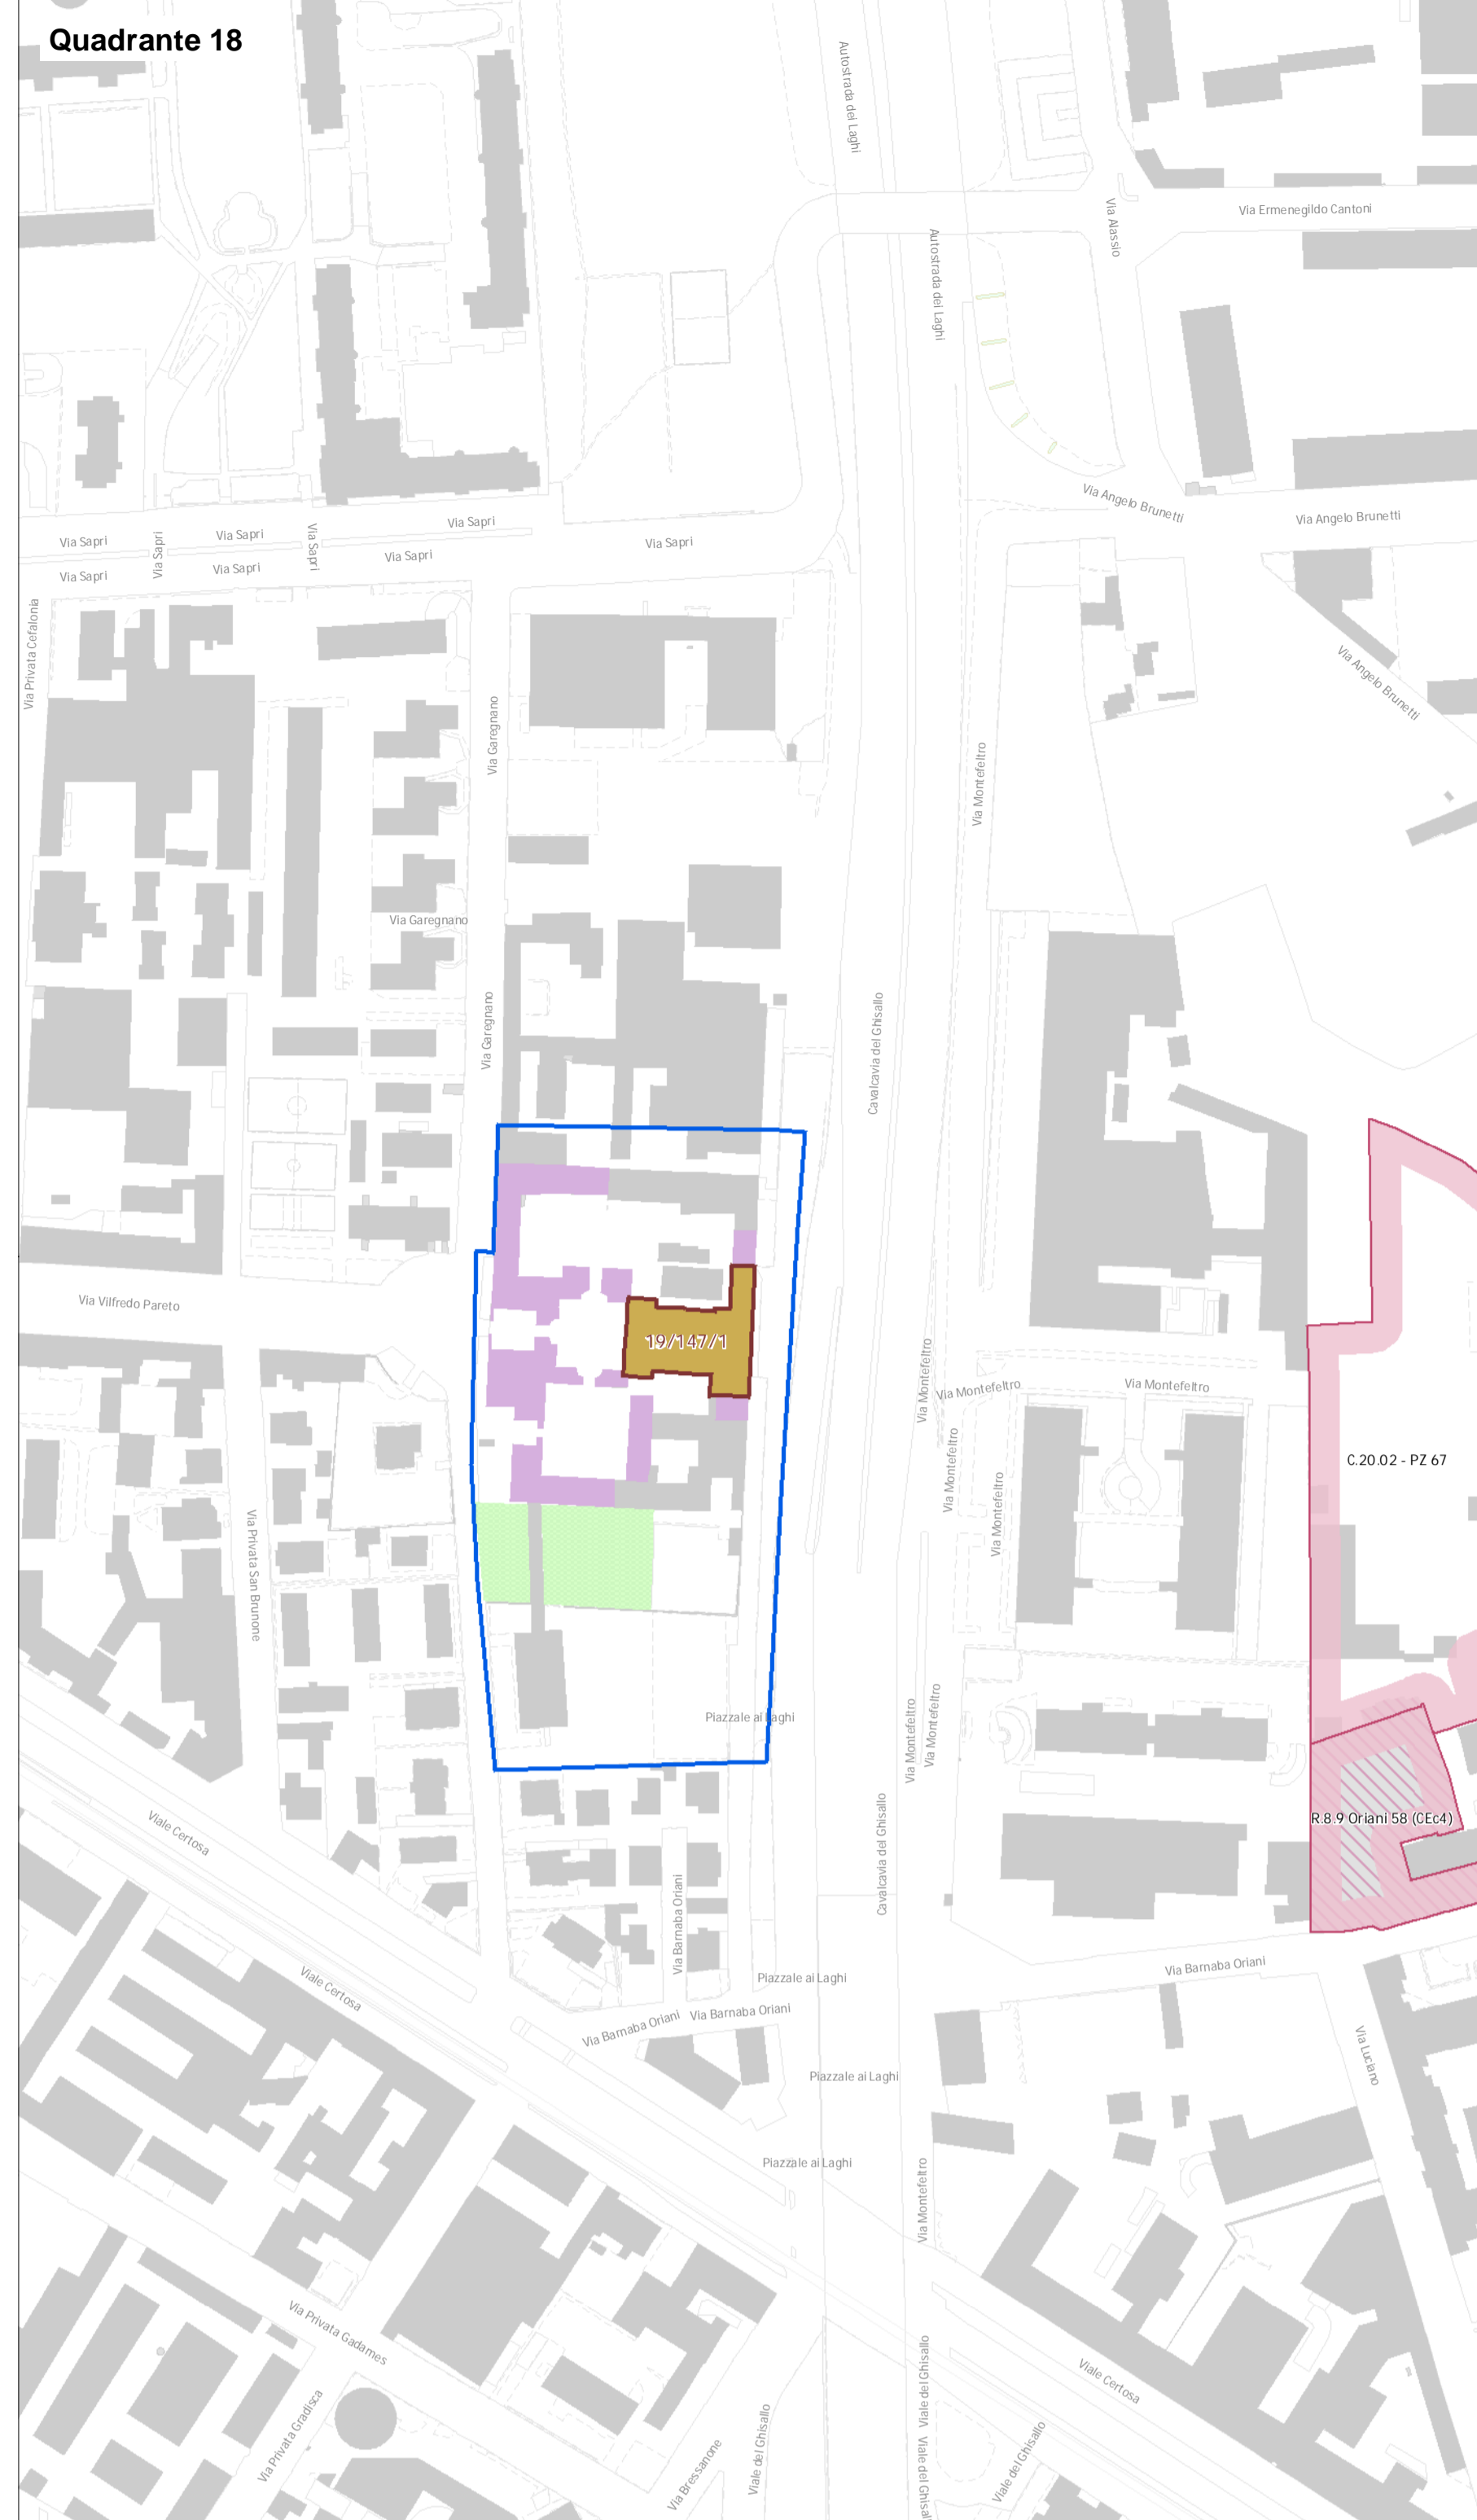 Quadrante 18
Autostrada dei Laghi
Via Ermenegildo Cantoni
Via Alassio
Autostrada dei Laghi
Via Angelo Brunetti
Via Angelo Brunetti
Via Sapri
Via Sapri
Via Sapri
Via Sapri
Via Sapri
Via Sapri
Via Sapri
Via Sapri
Via Sapri
Via Privata Cefalonia
Via Angelo Brunetti
Via Garegnano
Via Montefeltro
Via Garegnano
Via Garegnano
Cavalcavia del Ghisallo
Via Vilfredo Pareto
19/147/1
Via Montefeltro
Via Montefeltro
Via Montefeltro
C.20.02 - PZ 67
Via Montefeltro
Via Montefeltro
Via Privata San Brunone
Piazzale ai Laghi
Via Montefeltro
Via Montefeltro
R.8.9 Oriani 58 (CEc4)
Viale Certosa
Cavalcavia del Ghisallo
Via Barnaba Oriani
Via Barnaba Oriani
Viale Certosa
Piazzale ai Laghi
Via Barnaba Oriani
Via Barnaba Oriani
Via Luciano
Piazzale ai Laghi
Piazzale ai Laghi
Via Montefeltro
Via Privata Gadames
Viale Certosa
Viale del Ghisallo
Via Privata Gradisca
Viale del Ghisallo
Via Bressanone
Viale del Ghisallo
Viale del Ghisal